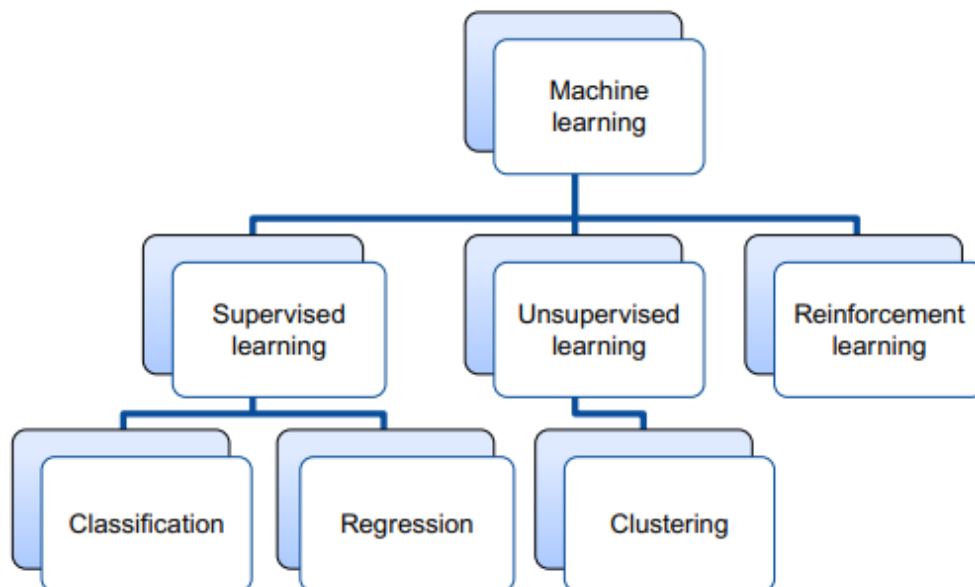 Machine
learning
Supervised
learning
Unsupervised
learning
Reinforcement
learning
Classification
Regression
Clustering